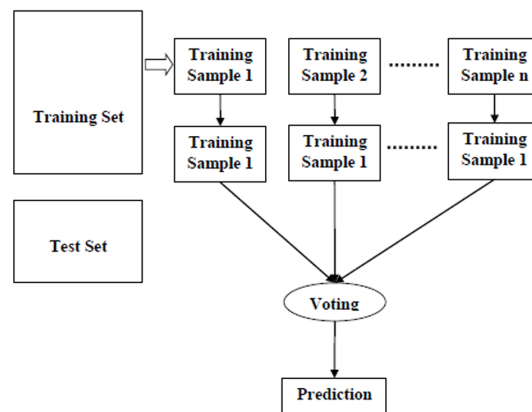 Training Set
Training
Sample 1
Training
Sample 2
Training
Sample n
Training
Sample 1
Training
Sample 1
Training
Sample 1
Test Set
Voting
Prediction